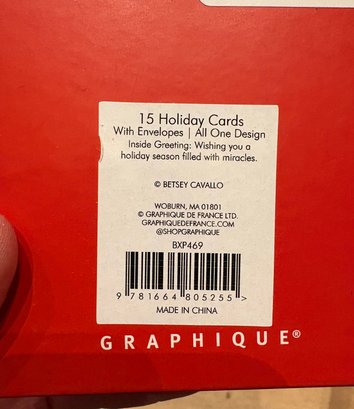 15 Holiday Cards
With Envelopes | All One Design
Inside Greeting: Wishing you a
holiday season filled with miracles.
© BETSEY CAVALLO
WOBURN, MA 01801
© GRAPHIQUE DE FRANCE LTD.
GRAPHIQUEDEFRANCE.COM
@SHOPGRAPHIQUE
BXP469
9 781664 805255 >
MADE IN CHINA
GRAPHIQUE®